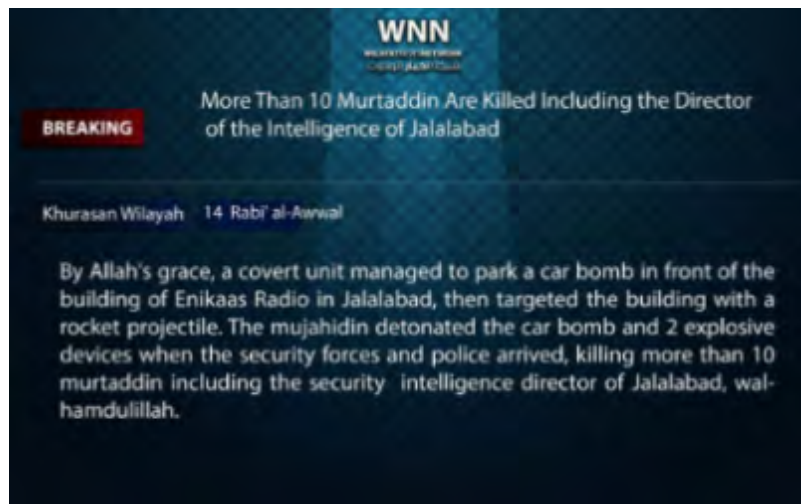 WNN
BREAKING
More Than 10 Murtaddin Are Killed Including the Director
of the Intelligence of Jalalabad
Khurasan Wilayah 14 Rabi' al-Awwal
By Allah's grace, a covert unit managed to park a car bomb in front of the
building of Enikaas Radio in Jalalabad, then targeted the building with a
rocket projectile. The mujahidin detonated the car bomb and 2 explosive
devices when the security forces and police arrived, killing more than 10
murtaddin including the security intelligence director of Jalalabad, wal-
hamdulillah.